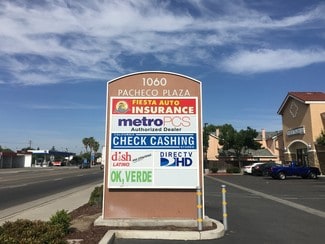 1060
PACHECO PLAZA
FIESTA AUTO
INSURANCE
metroPCS
Authorized Dealer
CHECK CASHING
dish
LATINO
DIRECTV
HD
OK, VERDE